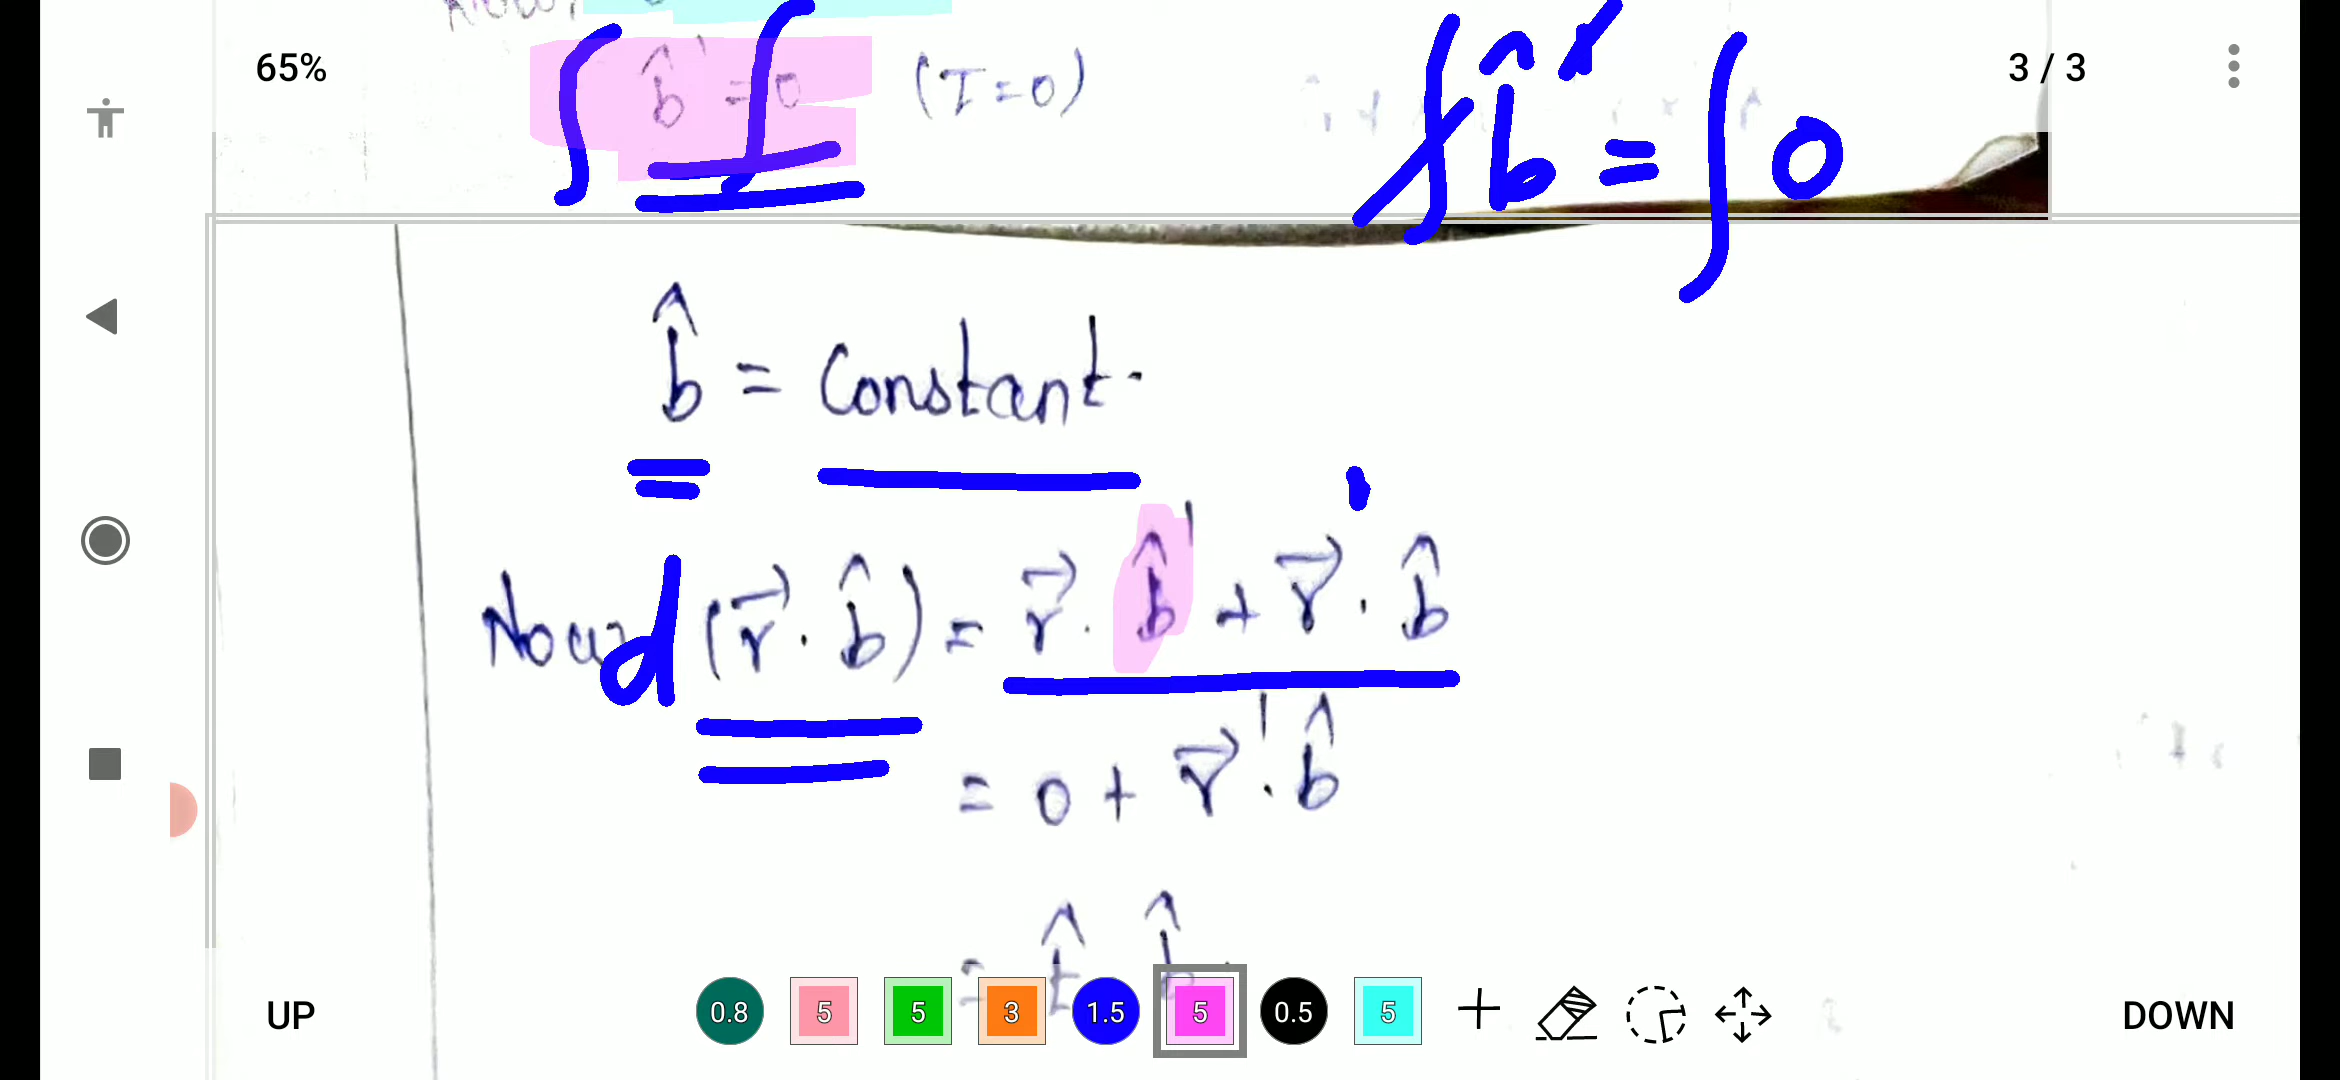 65%
b̂' = 0 (τ=0)
∫ b̂' = ∫ 0
3 / 3
b̂ = Constant.
Now d (r⃗ . b̂) = r⃗ . b̂' + r⃗' . b̂
= 0 + r⃗' . b̂
= t̂ b̂
0.8 5 5 3 1.5 5 0.5 5
UP
DOWN